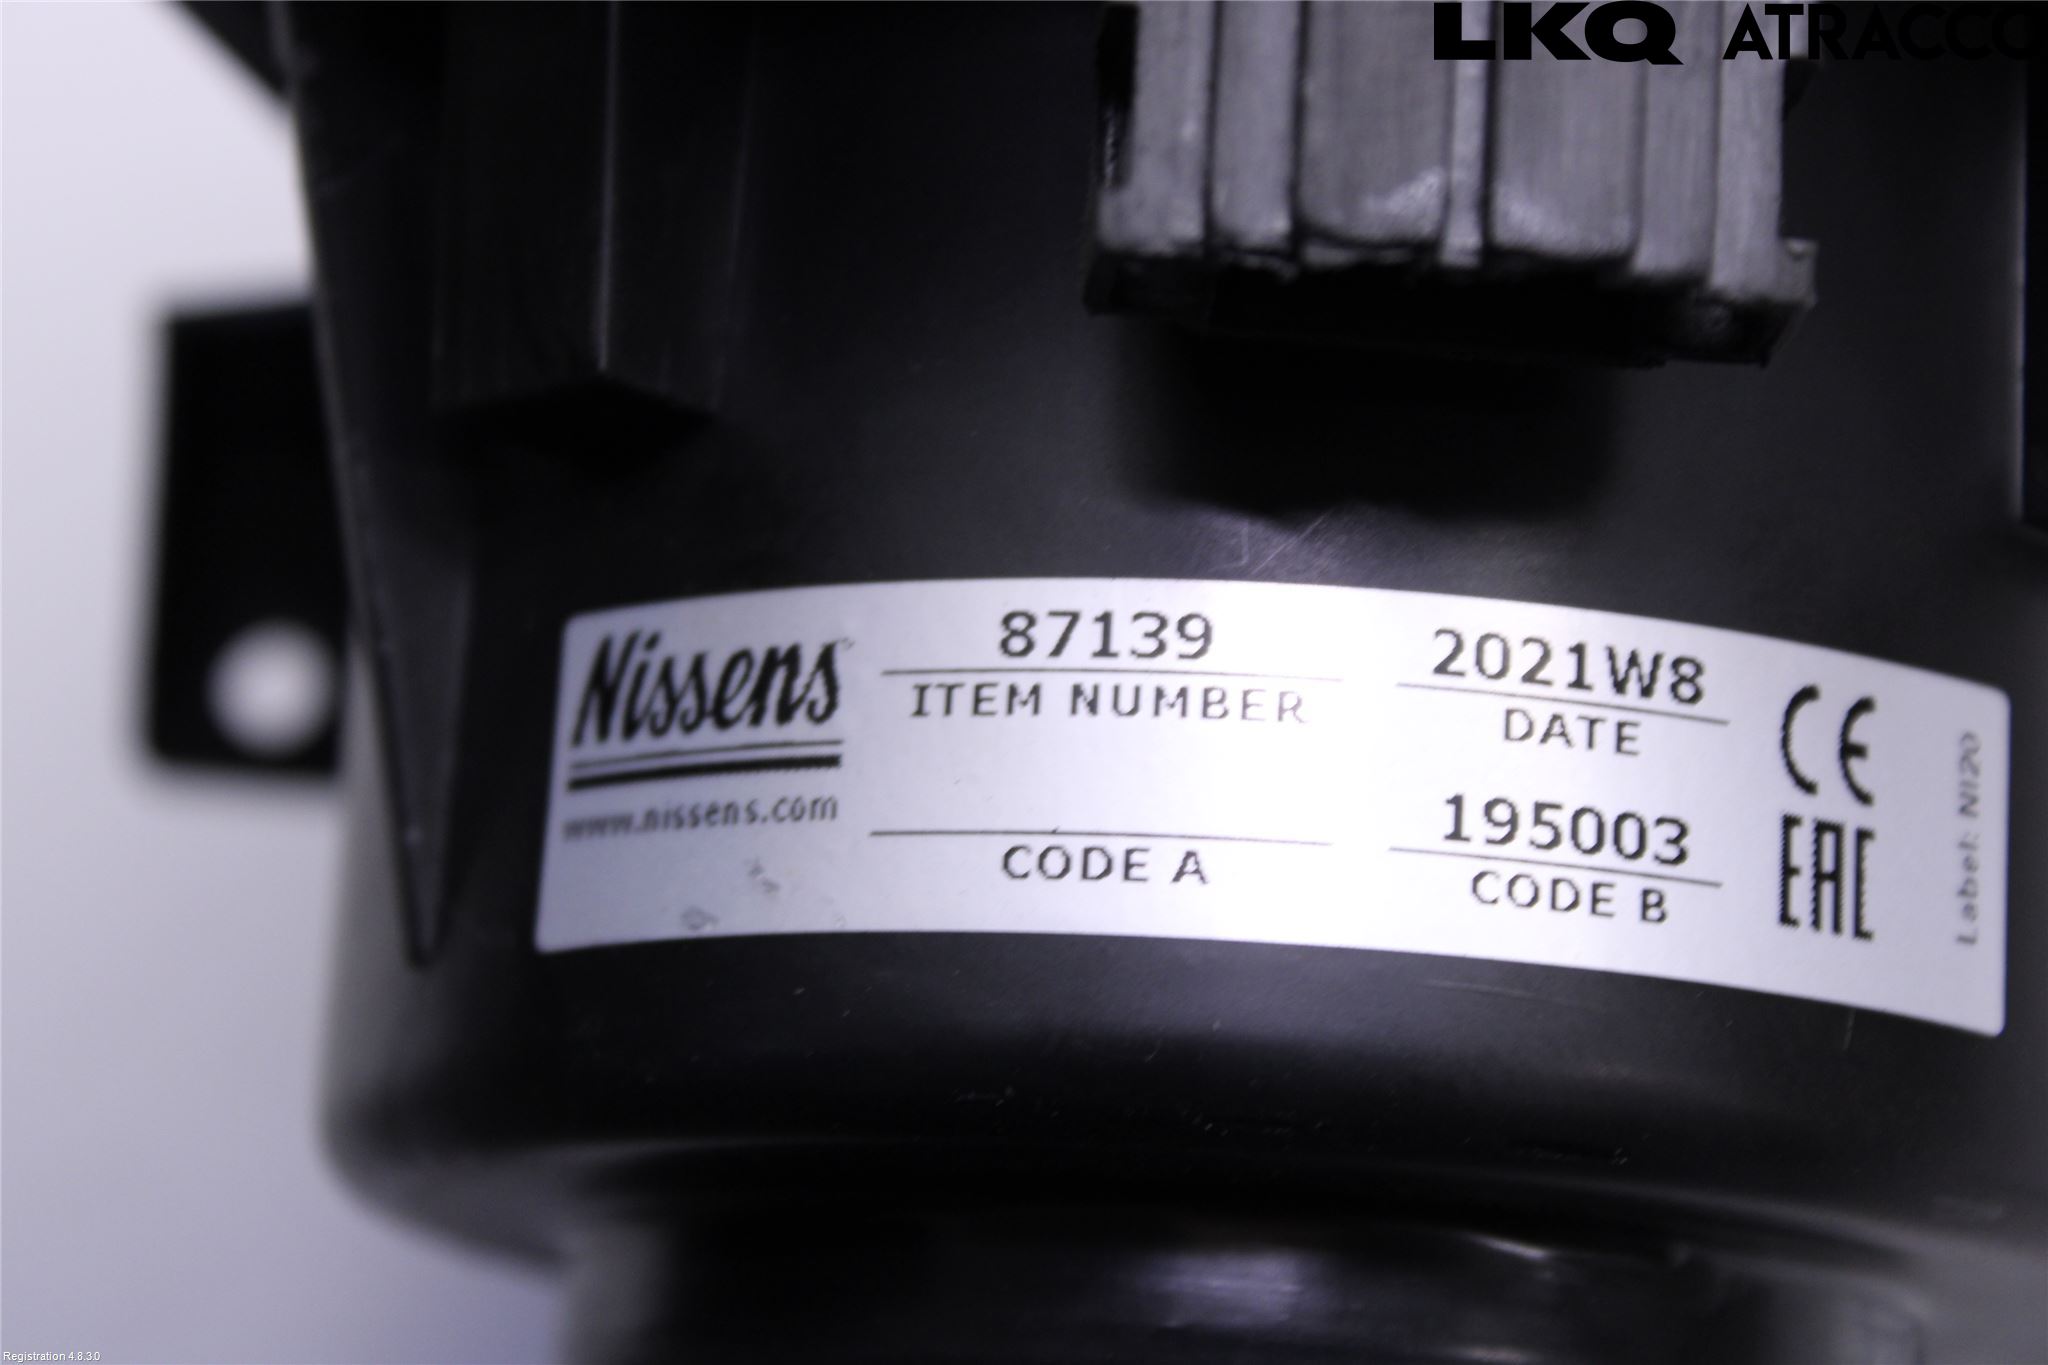 LKQ ATRACCO
Nissens
www.nissens.com
87139
ITEM NUMBER
CODE A
2021W8
DATE
195003
CODE B
CE
EAC
Label: NI20
Registration 4.8.3.0